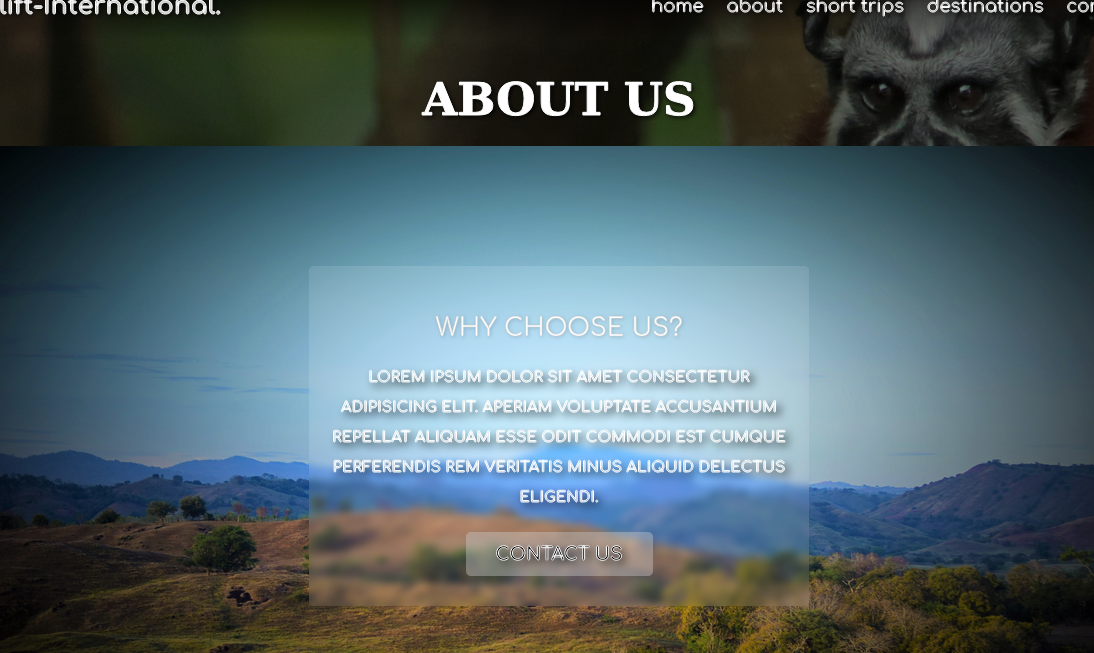 lift-International.
home about short trips destinations
ABOUT US
WHY CHOOSE US?
LOREM IPSUM DOLOR SIT AMET CONSECTETUR
ADIPISICING ELIT. APERIAM VOLUPTATE ACCUSANTIUM
REPELLAT ALIQUAM ESSE ODIT COMMODI EST CUMQUE
PERFERENDIS REM VERITATIS MINUS ALIQUID DELECTUS
ELIGENDI.
CONTACT US